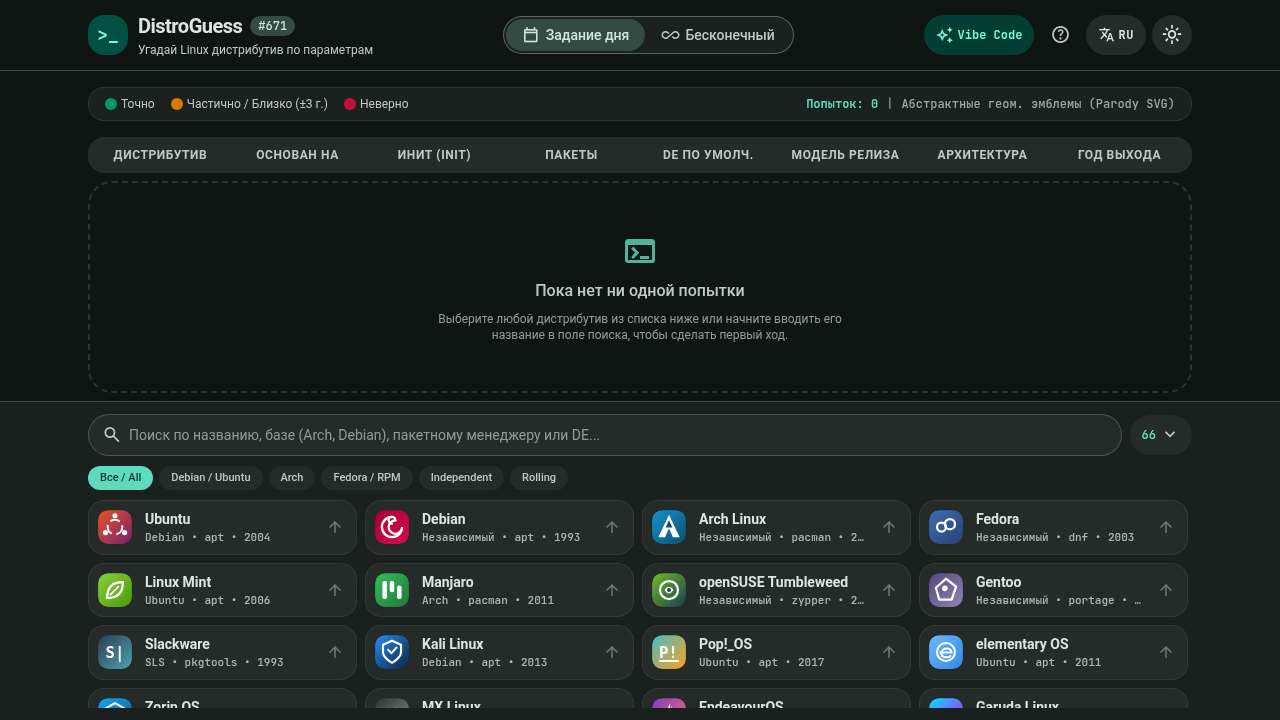 >_
DistroGuess #671
Угадай Linux дистрибутив по параметрам
Задание дня
Бесконечный
Vibe Code
RU
Точно
Частично / Близко (±3 г.)
Неверно
Попыток: 0 | Абстрактные геом. эмблемы (Parody SVG)
ДИСТРИБУТИВ ОСНОВАН НА ИНИТ (INIT) ПАКЕТЫ DE ПО УМОЛЧ. МОДЕЛЬ РЕЛИЗА АРХИТЕКТУРА ГОД ВЫХОДА
Пока нет ни одной попытки
Выберите любой дистрибутив из списка ниже или начните вводить его
название в поле поиска, чтобы сделать первый ход.
Поиск по названию, базе (Arch, Debian), пакетному менеджеру или DE...
66
Все / All
Debian / Ubuntu
Arch
Fedora / RPM
Independent
Rolling
Ubuntu
Debian • apt • 2004
Debian
Независимый • apt • 1993
Arch Linux
Независимый • pacman • 2…
Fedora
Независимый • dnf • 2003
Linux Mint
Ubuntu • apt • 2006
Manjaro
Arch • pacman • 2011
openSUSE Tumbleweed
Независимый • zypper • 2…
Gentoo
Независимый • portage • …
S|
Slackware
SLS • pkgtools • 1993
Kali Linux
Debian • apt • 2013
P!
Pop!_OS
Ubuntu • apt • 2017
elementary OS
Ubuntu • apt • 2011
Zorin OS
MX Linux
EndeavourOS
Garuda Linux